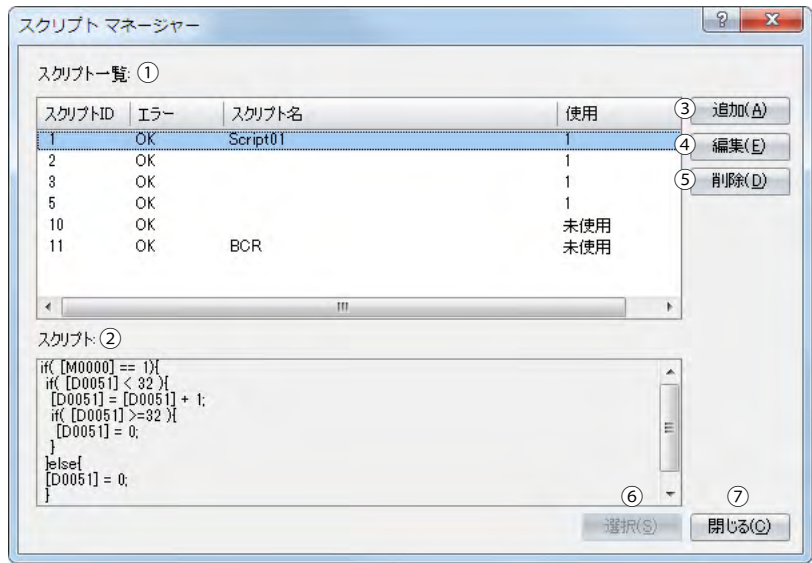 スクリプト マネージャー
スクリプト一覧: ①
スクリプトID エラー スクリプト名 使用
1 OK Script01 1
2 OK 1
3 OK 1
5 OK 1
10 OK 未使用
11 OK BCR 未使用
③ 追加(A)
④ 編集(E)
⑤ 削除(D)
スクリプト: ②
if( [M0000] == 1){
if( [D0051] < 32 ){
[D0051] = [D0051] + 1;
if( [D0051] >=32 ){
[D0051] = 0;
}
}else{
[D0051] = 0;
}
⑥ 選択(S)
⑦ 閉じる(C)